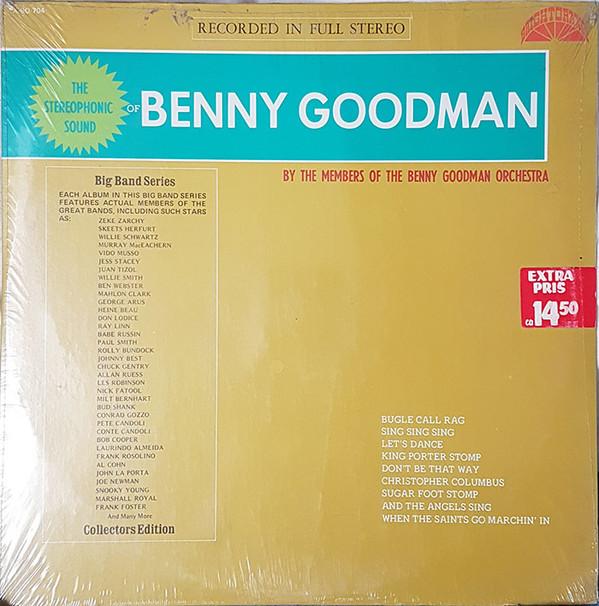 RECORDED IN FULL STEREO
BRIGHTORANGE
THE
STEREOPHONIC
SOUND
OF BENNY GOODMAN
BY THE MEMBERS OF THE BENNY GOODMAN ORCHESTRA
Big Band Series
EACH ALBUM IN THIS BIG BAND SERIES
FEATURES ACTUAL MEMBERS OF THE
GREAT BANDS, INCLUDING SUCH STARS
AS:
ZEKE ZARCHY
SKEETS HERFURT
WILLIE SCHWARTZ
MURRAY MacEACHERN
VIDO MUSSO
JESS STACEY
JUAN TIZOL
WILLIE SMITH
BEN WEBSTER
MAHLON CLARK
GEORGE ARUS
HEINE BEAU
DON LODICE
RAY LINN
BABE RUSSIN
PAUL SMITH
ROLLY BUNDOCK
JOHNNY BEST
CHUCK GENTRY
ALLAN RUESS
LES ROBINSON
NICK FATOOL
MILT BERNHART
BUD SHANK
CONRAD GOZZO
PETE CANDOLI
CONTE CANDOLI
BOB COOPER
LAURINDO ALMEIDA
FRANK ROSOLINO
AL COHN
JOHN LA PORTA
JOE NEWMAN
SNOOKY YOUNG
MARSHALL ROYAL
FRANK FOSTER
And Many More
Collectors Edition
EXTRA
PRIS
CD 14.50
BUGLE CALL RAG
SING SING SING
LET'S DANCE
KING PORTER STOMP
DON'T BE THAT WAY
CHRISTOPHER COLUMBUS
SUGAR FOOT STOMP
AND THE ANGELS SING
WHEN THE SAINTS GO MARCHIN' IN